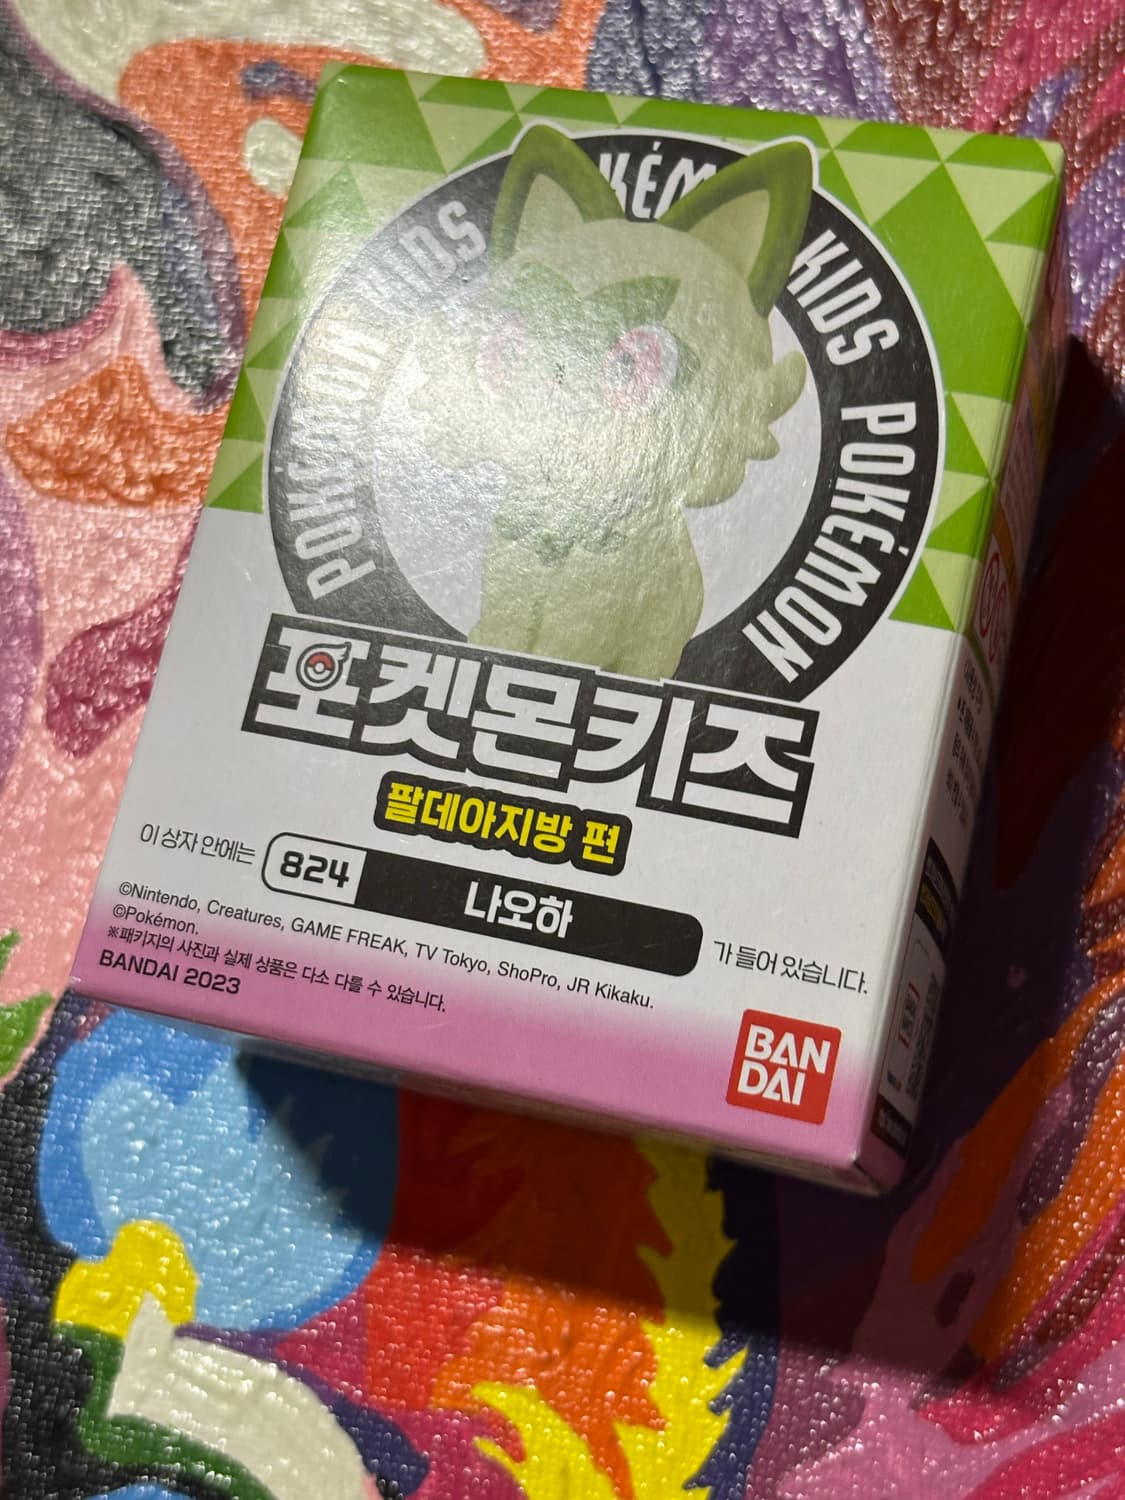 POKÉMON KIDS POKÉM KIDS POKÉMON
포켓몬키즈
팔데아지방 편
이 상자 안에는 824 나오하 가 들어 있습니다.
©Nintendo, Creatures, GAME FREAK, TV Tokyo, ShoPro, JR Kikaku.
©Pokémon.
※패키지의 사진과 실제 상품은 다소 다를 수 있습니다.
BANDAI 2023
BAN
DAI